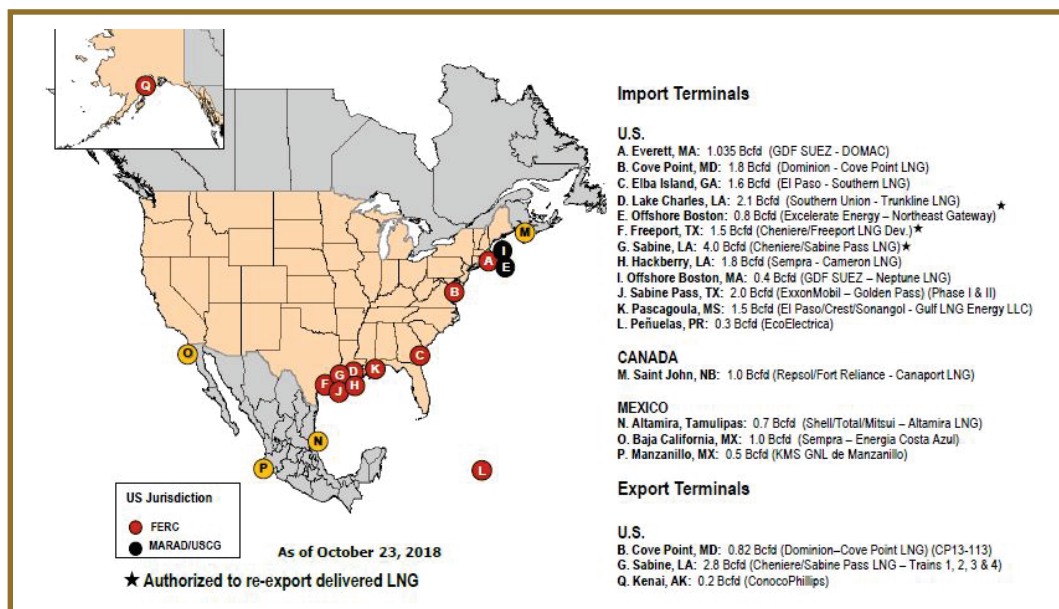 Q
M
I
A
E
B
O
C
D
G
K
F
H
J
N
P
L
US Jurisdiction
FERC
MARAD/USCG
As of October 23, 2018
★ Authorized to re-export delivered LNG
Import Terminals
U.S.
A. Everett, MA: 1.035 Bcfd (GDF SUEZ - DOMAC)
B. Cove Point, MD: 1.8 Bcfd (Dominion - Cove Point LNG)
C. Elba Island, GA: 1.6 Bcfd (El Paso - Southern LNG)
D. Lake Charles, LA: 2.1 Bcfd (Southern Union - Trunkline LNG)
E. Offshore Boston: 0.8 Bcfd (Excelerate Energy – Northeast Gateway) ★
F. Freeport, TX: 1.5 Bcfd (Cheniere/Freeport LNG Dev.)★
G. Sabine, LA: 4.0 Bcfd (Cheniere/Sabine Pass LNG)★
H. Hackberry, LA: 1.8 Bcfd (Sempra - Cameron LNG)
I. Offshore Boston, MA: 0.4 Bcfd (GDF SUEZ – Neptune LNG)
J. Sabine Pass, TX: 2.0 Bcfd (ExxonMobil – Golden Pass) (Phase I & II)
K. Pascagoula, MS: 1.5 Bcfd (El Paso/Crest/Sonangol - Gulf LNG Energy LLC)
L. Peñuelas, PR: 0.3 Bcfd (EcoElectrica)
CANADA
M. Saint John, NB: 1.0 Bcfd (Repsol/Fort Reliance - Canaport LNG)
MEXICO
N. Altamira, Tamulipas: 0.7 Bcfd (Shell/Total/Mitsui – Altamira LNG)
O. Baja California, MX: 1.0 Bcfd (Sempra – Energia Costa Azul)
P. Manzanillo, MX: 0.5 Bcfd (KMS GNL de Manzanillo)
Export Terminals
U.S.
B. Cove Point, MD: 0.82 Bcfd (Dominion–Cove Point LNG) (CP13-113)
G. Sabine, LA: 2.8 Bcfd (Cheniere/Sabine Pass LNG – Trains 1, 2, 3 & 4)
Q. Kenai, AK: 0.2 Bcfd (ConocoPhillips)